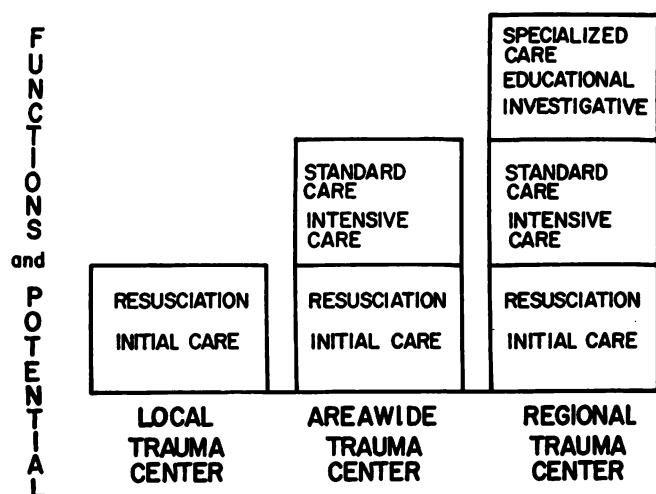 FUNCTIONS and POTENTIAL
SPECIALIZED
CARE
EDUCATIONAL
INVESTIGATIVE
STANDARD
CARE
INTENSIVE
CARE
STANDARD
CARE
INTENSIVE
CARE
RESUSCIATION
INITIAL CARE
RESUSCIATION
INITIAL CARE
RESUSCIATION
INITIAL CARE
LOCAL
TRAUMA
CENTER
AREAWIDE
TRAUMA
CENTER
REGIONAL
TRAUMA
CENTER